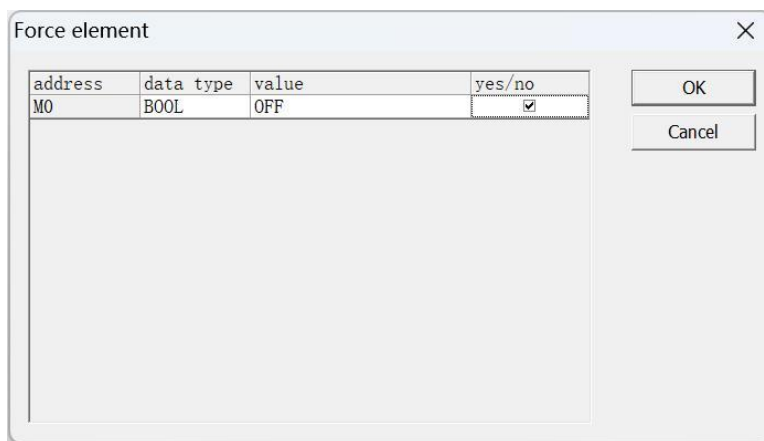 Force element
address data type value yes/no
M0 BOOL OFF
OK
Cancel